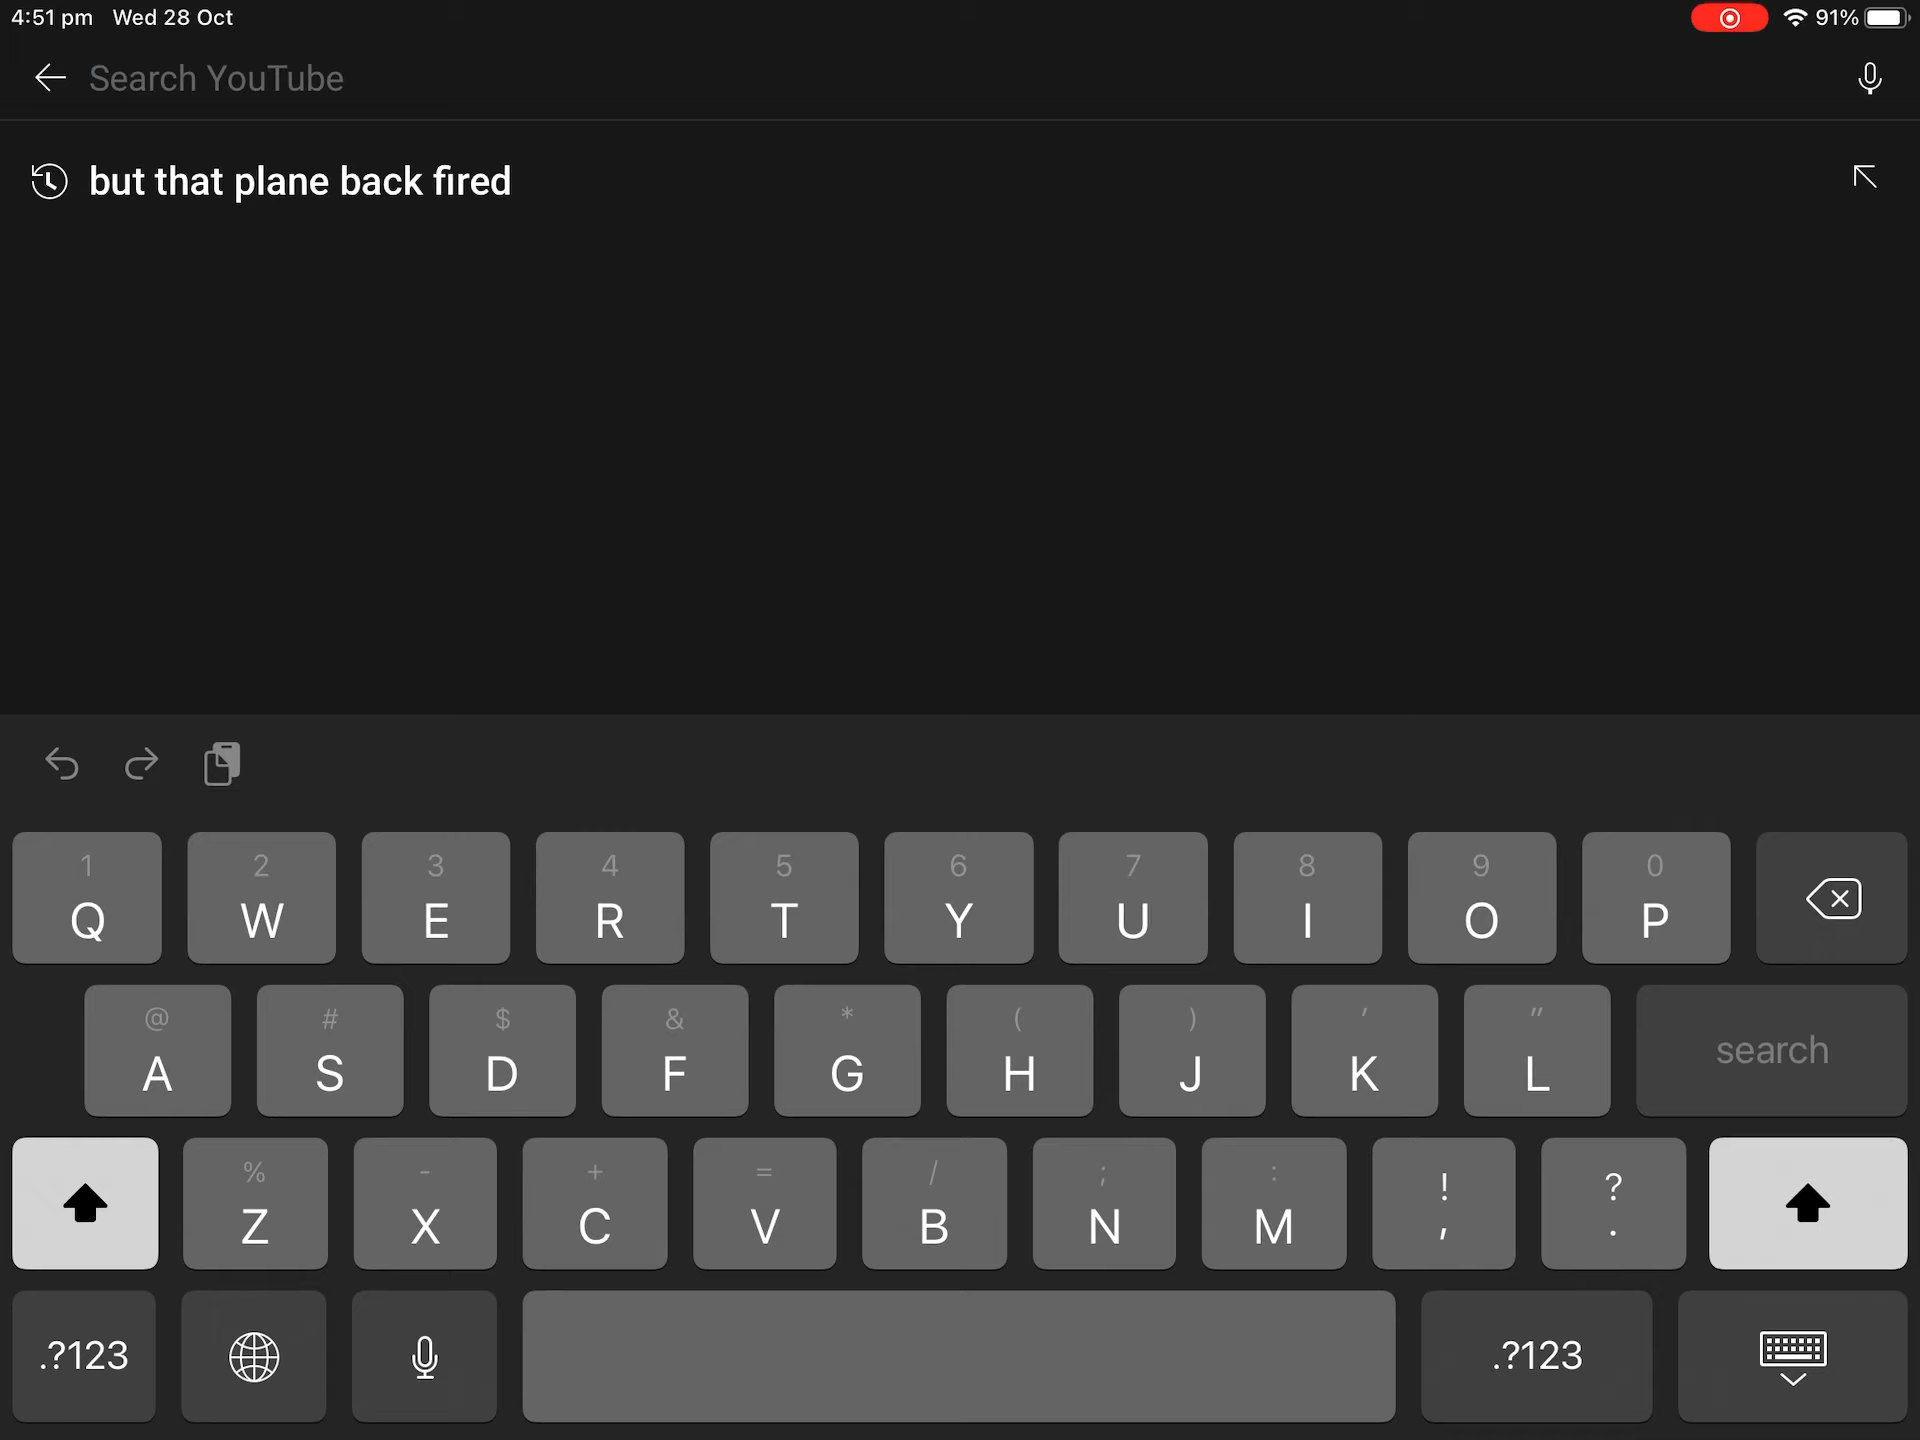 4:51 pm Wed 28 Oct 91%
Search YouTube
but that plane back fired
1 2 3 4 5 6 7 8 9 0
Q W E R T Y U I O P
@ # $ & * ( ) ' "
A S D F G H J K L search
% - + = / ; : ! ?
Z X C V B N M , .
.?123 .?123